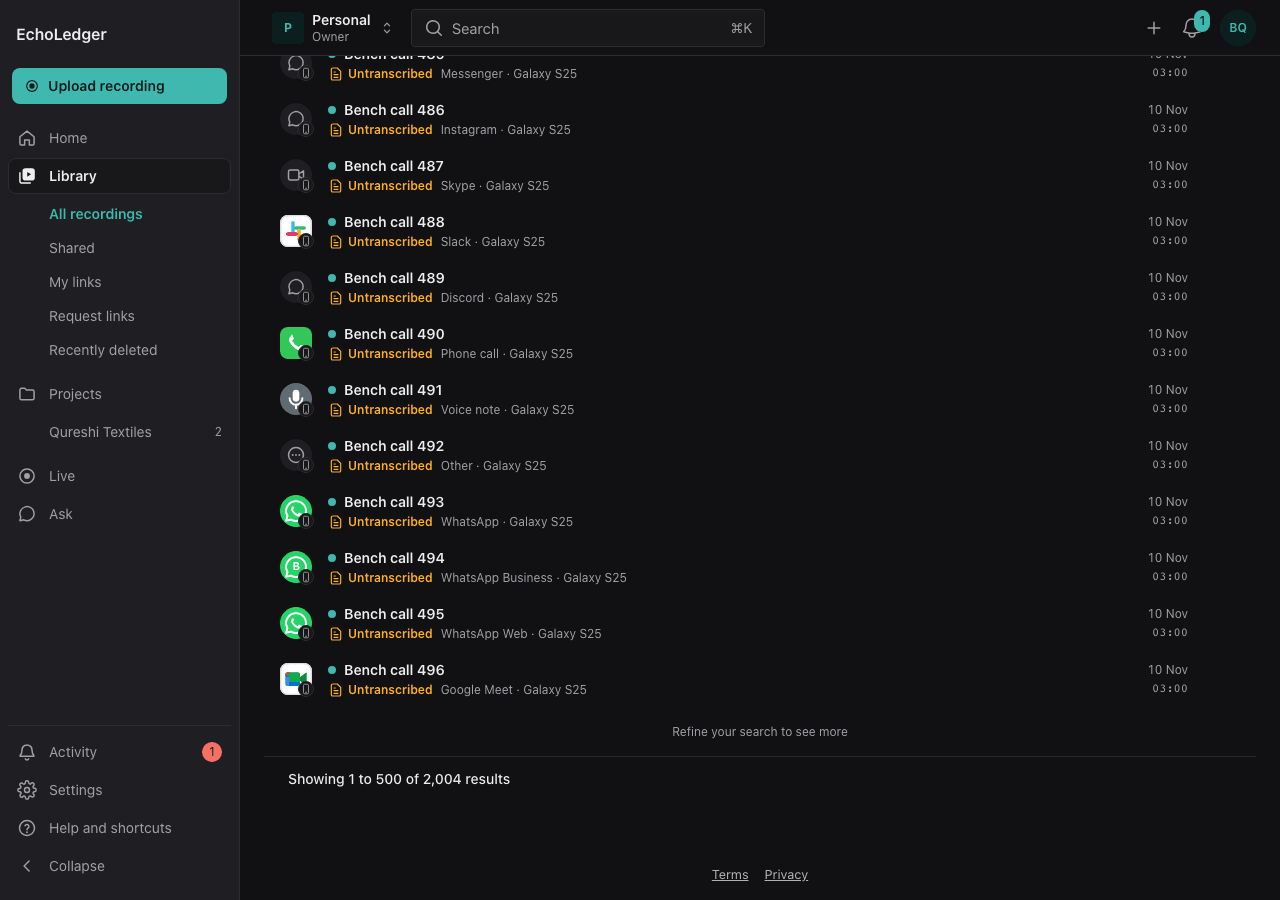 EchoLedger
Upload recording
Home
Library
All recordings
Shared
My links
Request links
Recently deleted
Projects
Qureshi Textiles 2
Live
Ask
Activity 1
Settings
Help and shortcuts
Collapse
P Personal
Owner
Search ⌘K
1
BQ
Untranscribed Messenger · Galaxy S25 03:00
Bench call 486 10 Nov
Untranscribed Instagram · Galaxy S25 03:00
Bench call 487 10 Nov
Untranscribed Skype · Galaxy S25 03:00
Bench call 488 10 Nov
Untranscribed Slack · Galaxy S25 03:00
Bench call 489 10 Nov
Untranscribed Discord · Galaxy S25 03:00
Bench call 490 10 Nov
Untranscribed Phone call · Galaxy S25 03:00
Bench call 491 10 Nov
Untranscribed Voice note · Galaxy S25 03:00
Bench call 492 10 Nov
Untranscribed Other · Galaxy S25 03:00
Bench call 493 10 Nov
Untranscribed WhatsApp · Galaxy S25 03:00
Bench call 494 10 Nov
Untranscribed WhatsApp Business · Galaxy S25 03:00
Bench call 495 10 Nov
Untranscribed WhatsApp Web · Galaxy S25 03:00
Bench call 496 10 Nov
Untranscribed Google Meet · Galaxy S25 03:00
Refine your search to see more
Showing 1 to 500 of 2,004 results
Terms Privacy